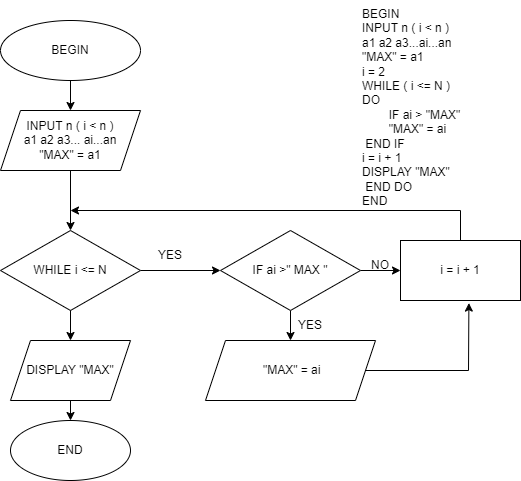 BEGIN
INPUT n ( i < n )
a1 a2 a3... ai...an
"MAX" = a1
WHILE i <= N
YES
IF ai >" MAX "
NO
i = i + 1
YES
"MAX" = ai
DISPLAY "MAX"
END
BEGIN
INPUT n ( i < n )
a1 a2 a3...ai...an
"MAX" = a1
i = 2
WHILE ( i <= N )
DO
IF ai > "MAX"
"MAX" = ai
END IF
i = i + 1
DISPLAY "MAX"
END DO
END